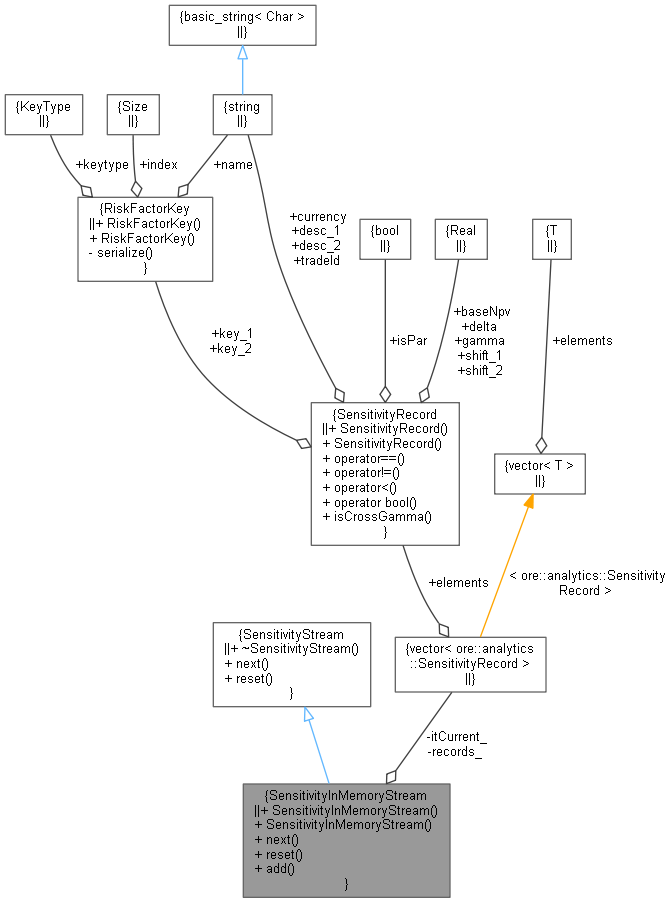 {basic_string< Char >
||}
{KeyType
||}
{Size
||}
{string
||}
+keytype
+index
+name
{RiskFactorKey
||+ RiskFactorKey()
+ RiskFactorKey()
- serialize()
}
+currency
+desc_1
+desc_2
+tradeId
{bool
||}
{Real
||}
{T
||}
+key_1
+key_2
+isPar
+baseNpv
+delta
+gamma
+shift_1
+shift_2
+elements
{SensitivityRecord
||+ SensitivityRecord()
+ SensitivityRecord()
+ operator==()
+ operator!=()
+ operator<()
+ operator bool()
+ isCrossGamma()
}
{vector< T >
||}
+elements
< ore::analytics::Sensitivity
Record >
{SensitivityStream
||+ ~SensitivityStream()
+ next()
+ reset()
}
{vector< ore::analytics
::SensitivityRecord >
||}
-itCurrent_
-records_
{SensitivityInMemoryStream
||+ SensitivityInMemoryStream()
+ SensitivityInMemoryStream()
+ next()
+ reset()
+ add()
}